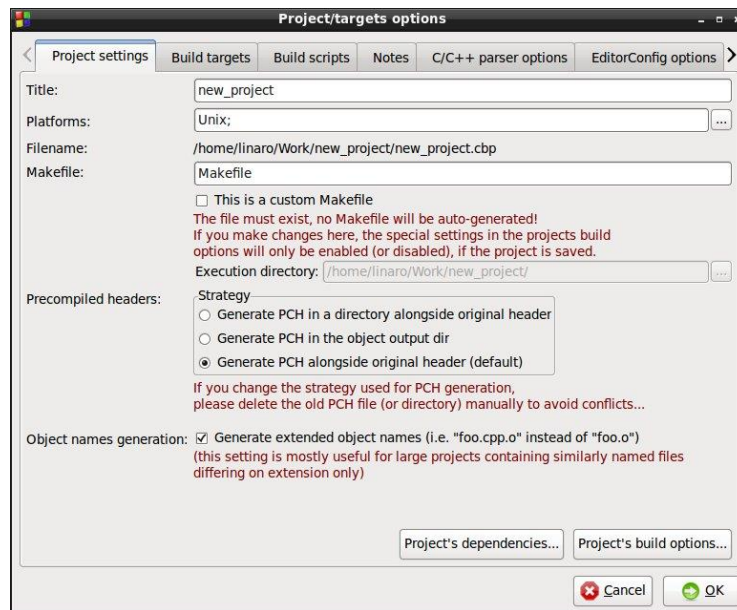 Project/targets options
Project settings Build targets Build scripts Notes C/C++ parser options EditorConfig options
Title: new_project
Platforms: Unix; ...
Filename: /home/linaro/Work/new_project/new_project.cbp
Makefile: Makefile
This is a custom Makefile
The file must exist, no Makefile will be auto-generated!
If you make changes here, the special settings in the projects build
options will only be enabled (or disabled), if the project is saved.
Execution directory: /home/linaro/Work/new_project/ ...
Precompiled headers: Strategy
Generate PCH in a directory alongside original header
Generate PCH in the object output dir
Generate PCH alongside original header (default)
If you change the strategy used for PCH generation,
please delete the old PCH file (or directory) manually to avoid conflicts...
Object names generation: Generate extended object names (i.e. "foo.cpp.o" instead of "foo.o")
(this setting is mostly useful for large projects containing similarly named files
differing on extension only)
Project's dependencies... Project's build options...
Cancel OK